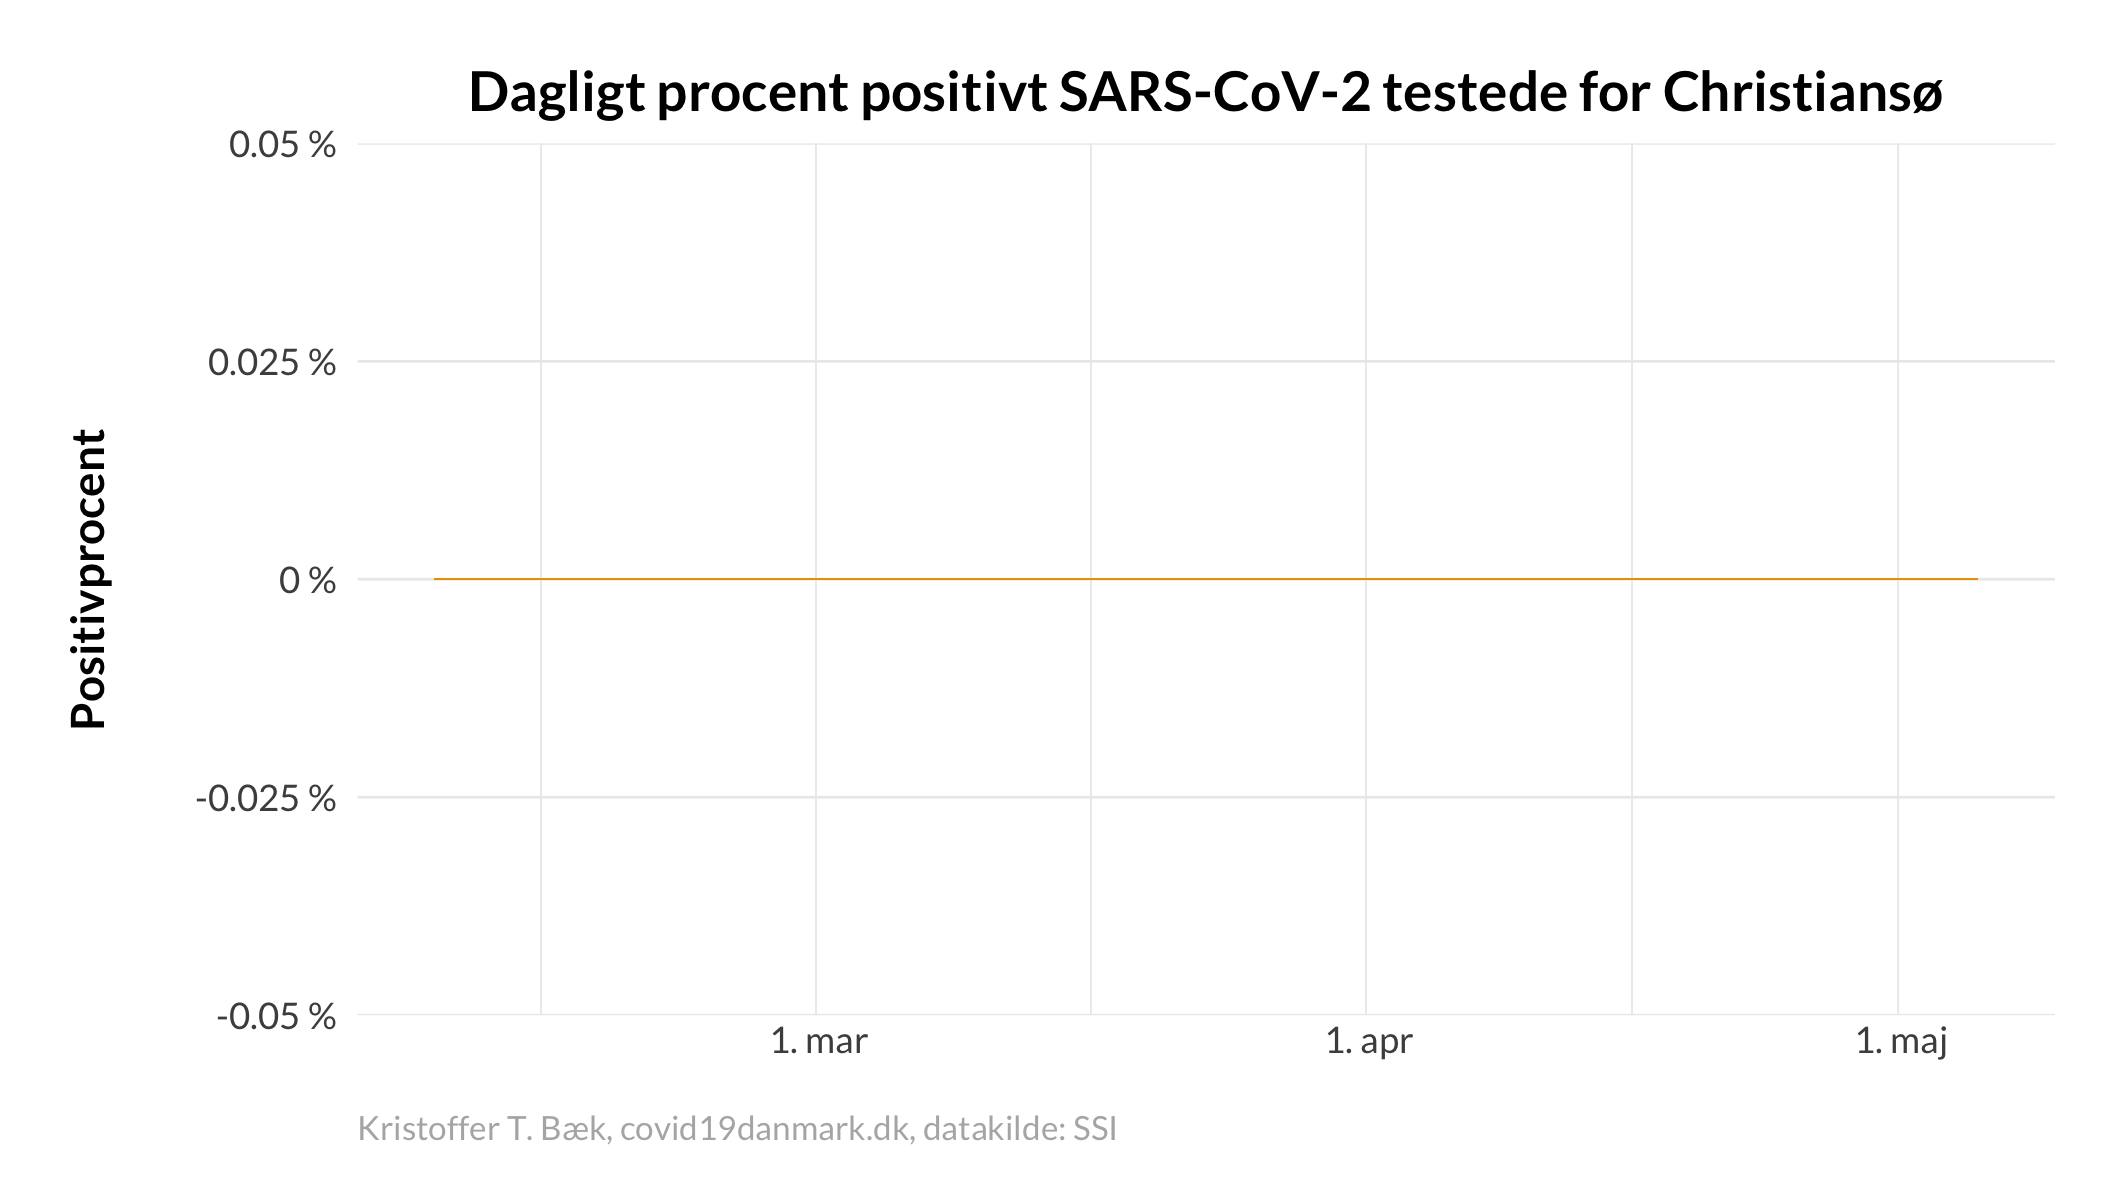 Dagligt procent positivt SARS-CoV-2 testede for Christiansø
0.05 %
0.025 %
0 %
-0.025 %
-0.05 %
Positivprocent
1. mar
1. apr
1. maj
Kristoffer T. Bæk, covid19danmark.dk, datakilde: SSI